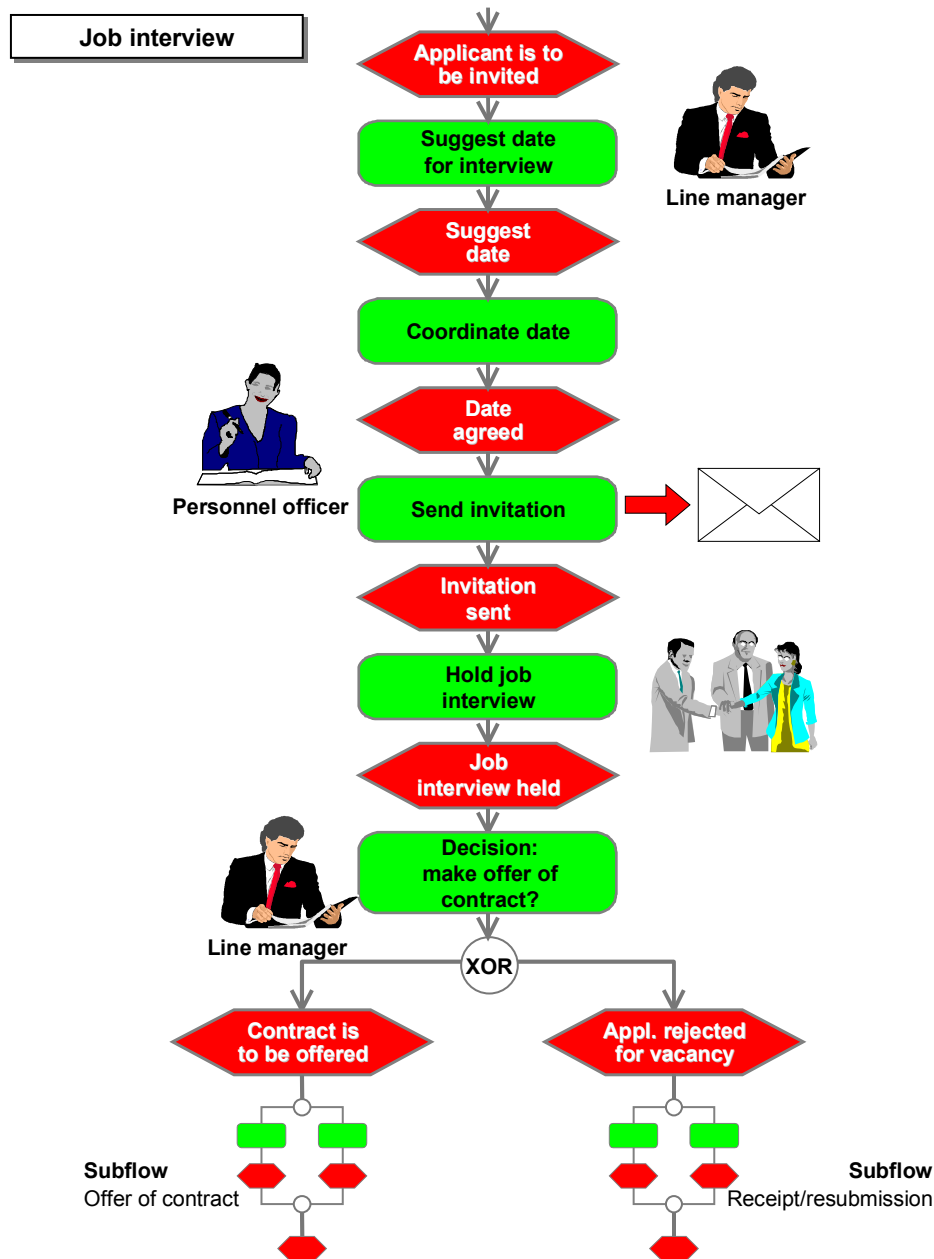 Job interview
Applicant is to
be invited
Suggest date
for interview
Line manager
Suggest
date
Coordinate date
Date
agreed
Personnel officer
Send invitation
Invitation
sent
Hold job
interview
Job
interview held
Decision:
make offer of
contract?
Line manager
XOR
Contract is
to be offered
Appl. rejected
for vacancy
Subflow
Offer of contract
Subflow
Receipt/resubmission